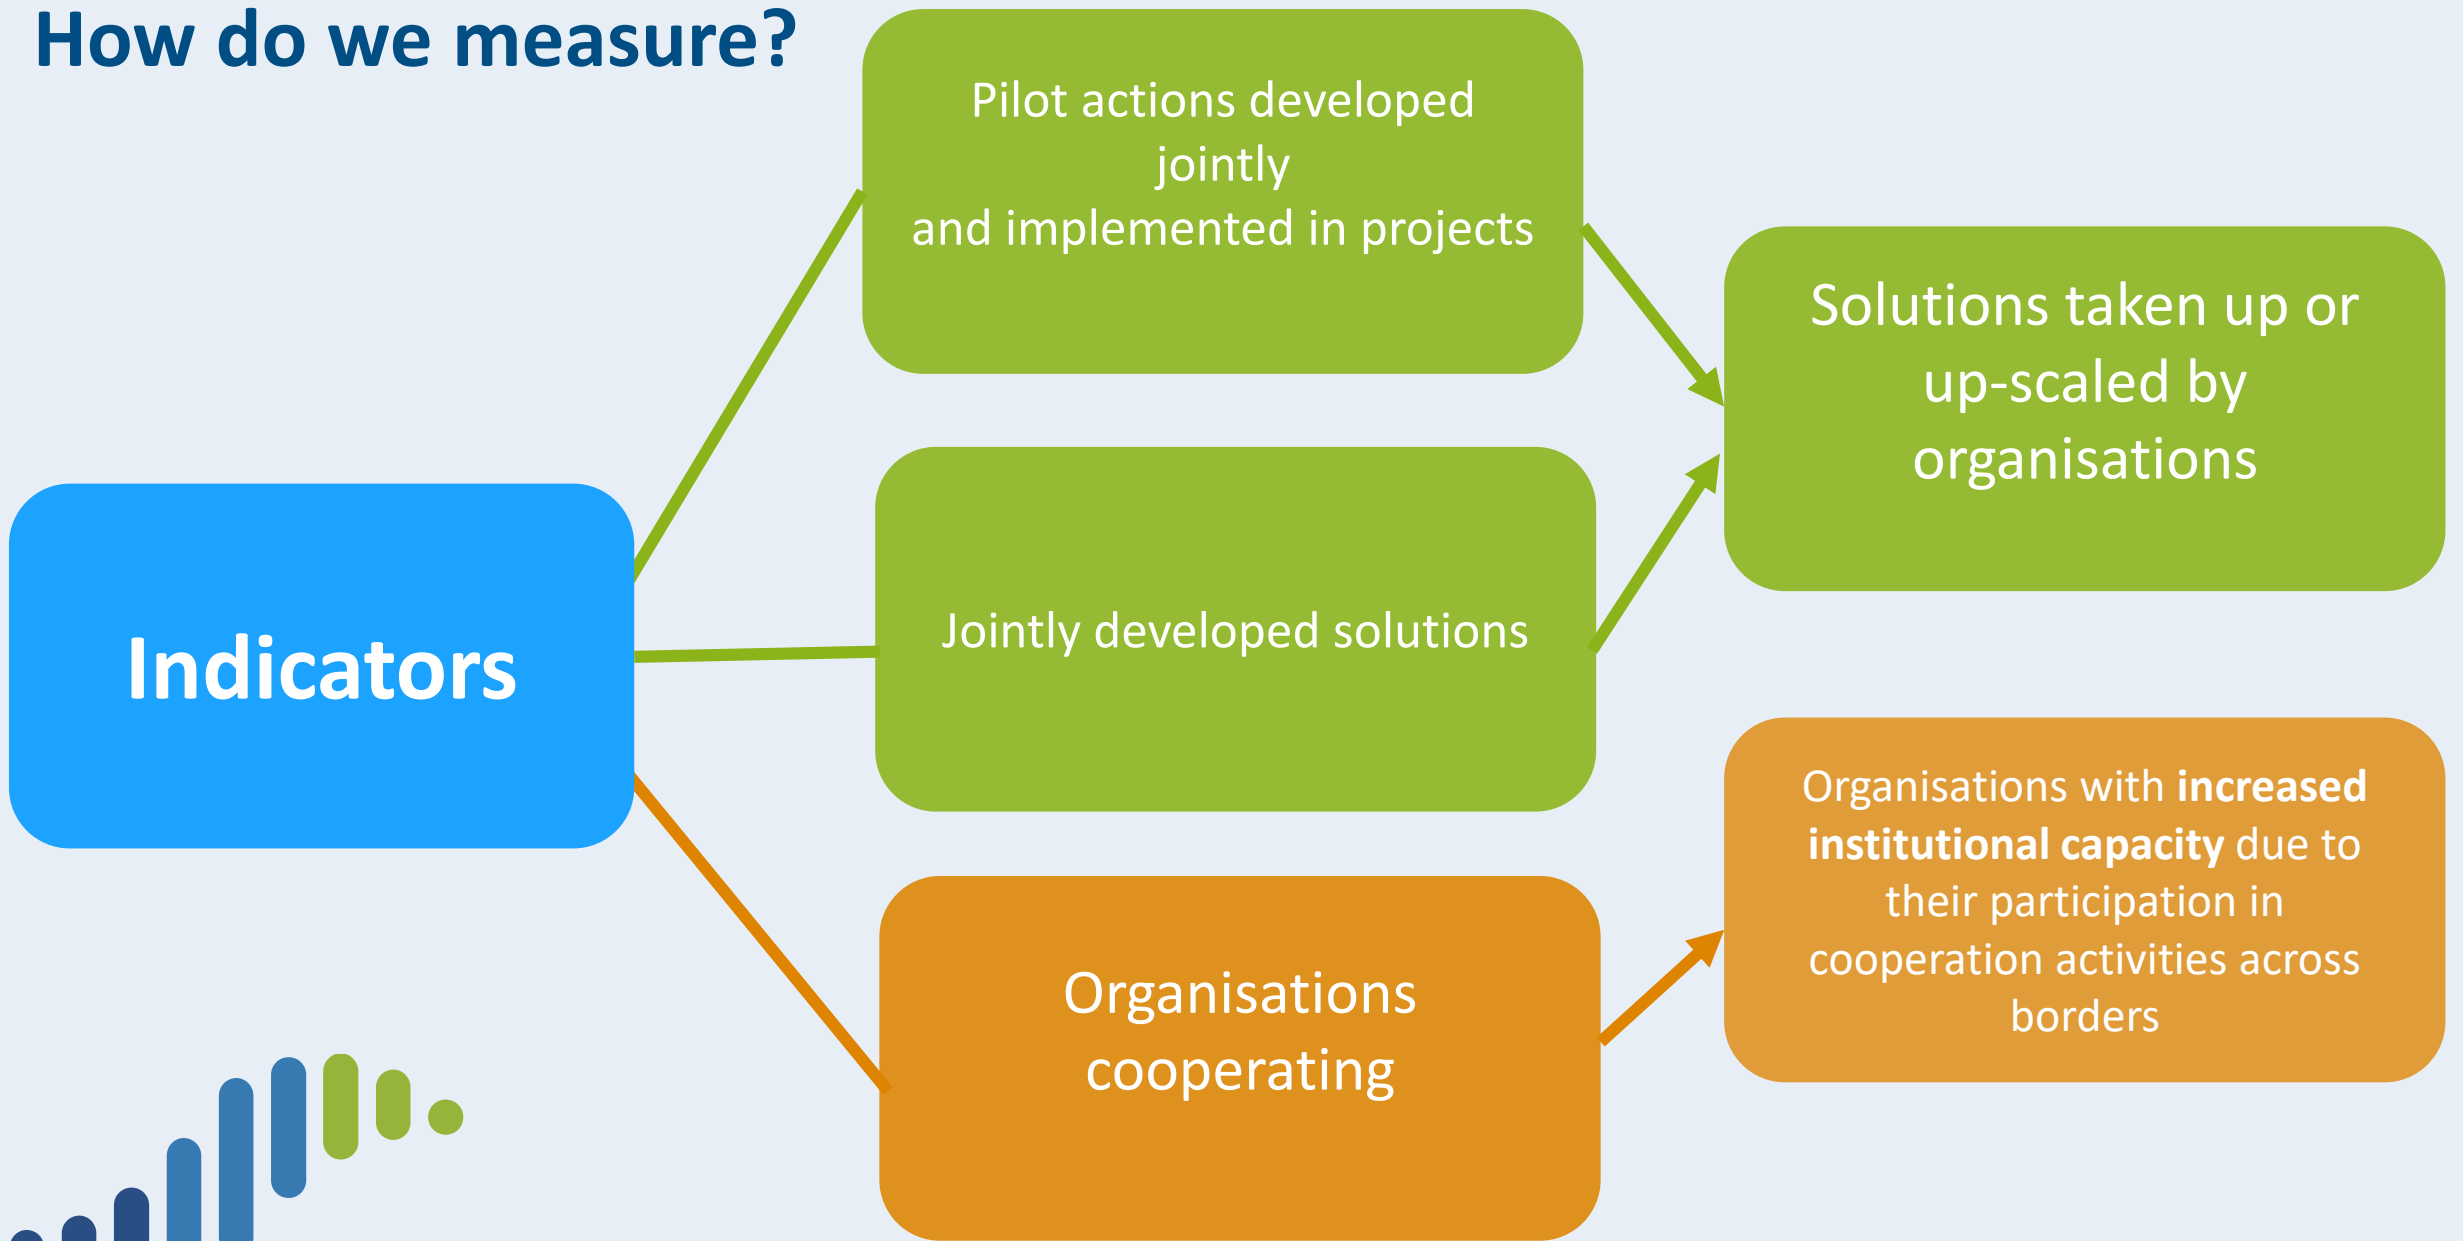 How do we measure?
Pilot actions developed
jointly
and implemented in projects
Solutions taken up or
up-scaled by
organisations
Indicators
Jointly developed solutions
Organisations with increased
institutional capacity due to
their participation in
cooperation activities across
borders
Organisations
cooperating